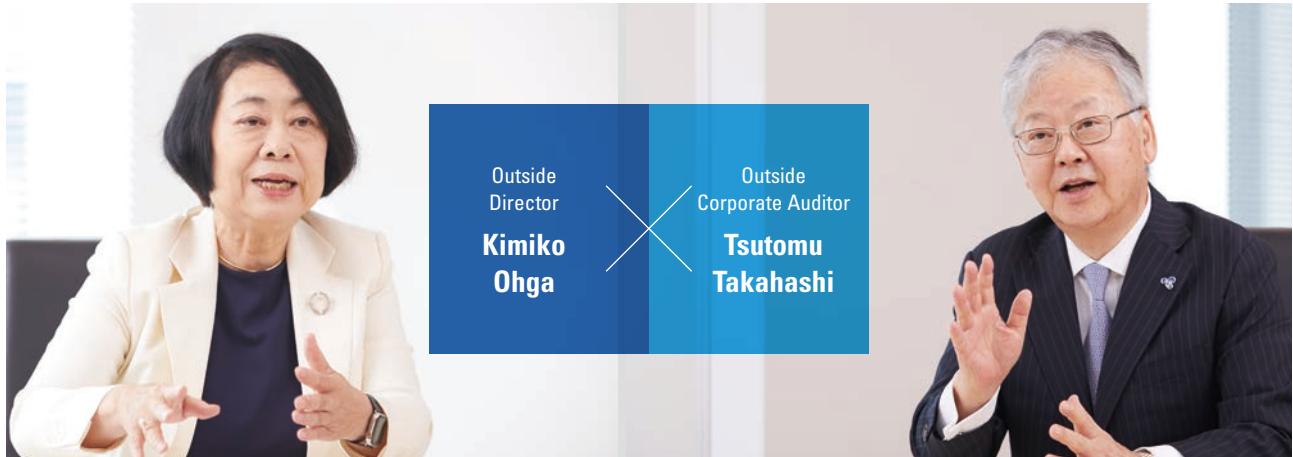 Outside
Director
Kimiko
Ohga
Outside
Corporate Auditor
Tsutomu
Takahashi